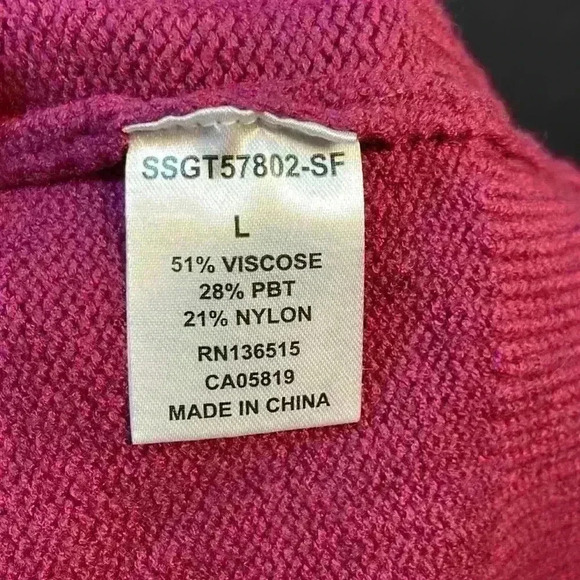 SSGT57802-SF
L
51% VISCOSE
28% PBT
21% NYLON
RN136515
CA05819
MADE IN CHINA